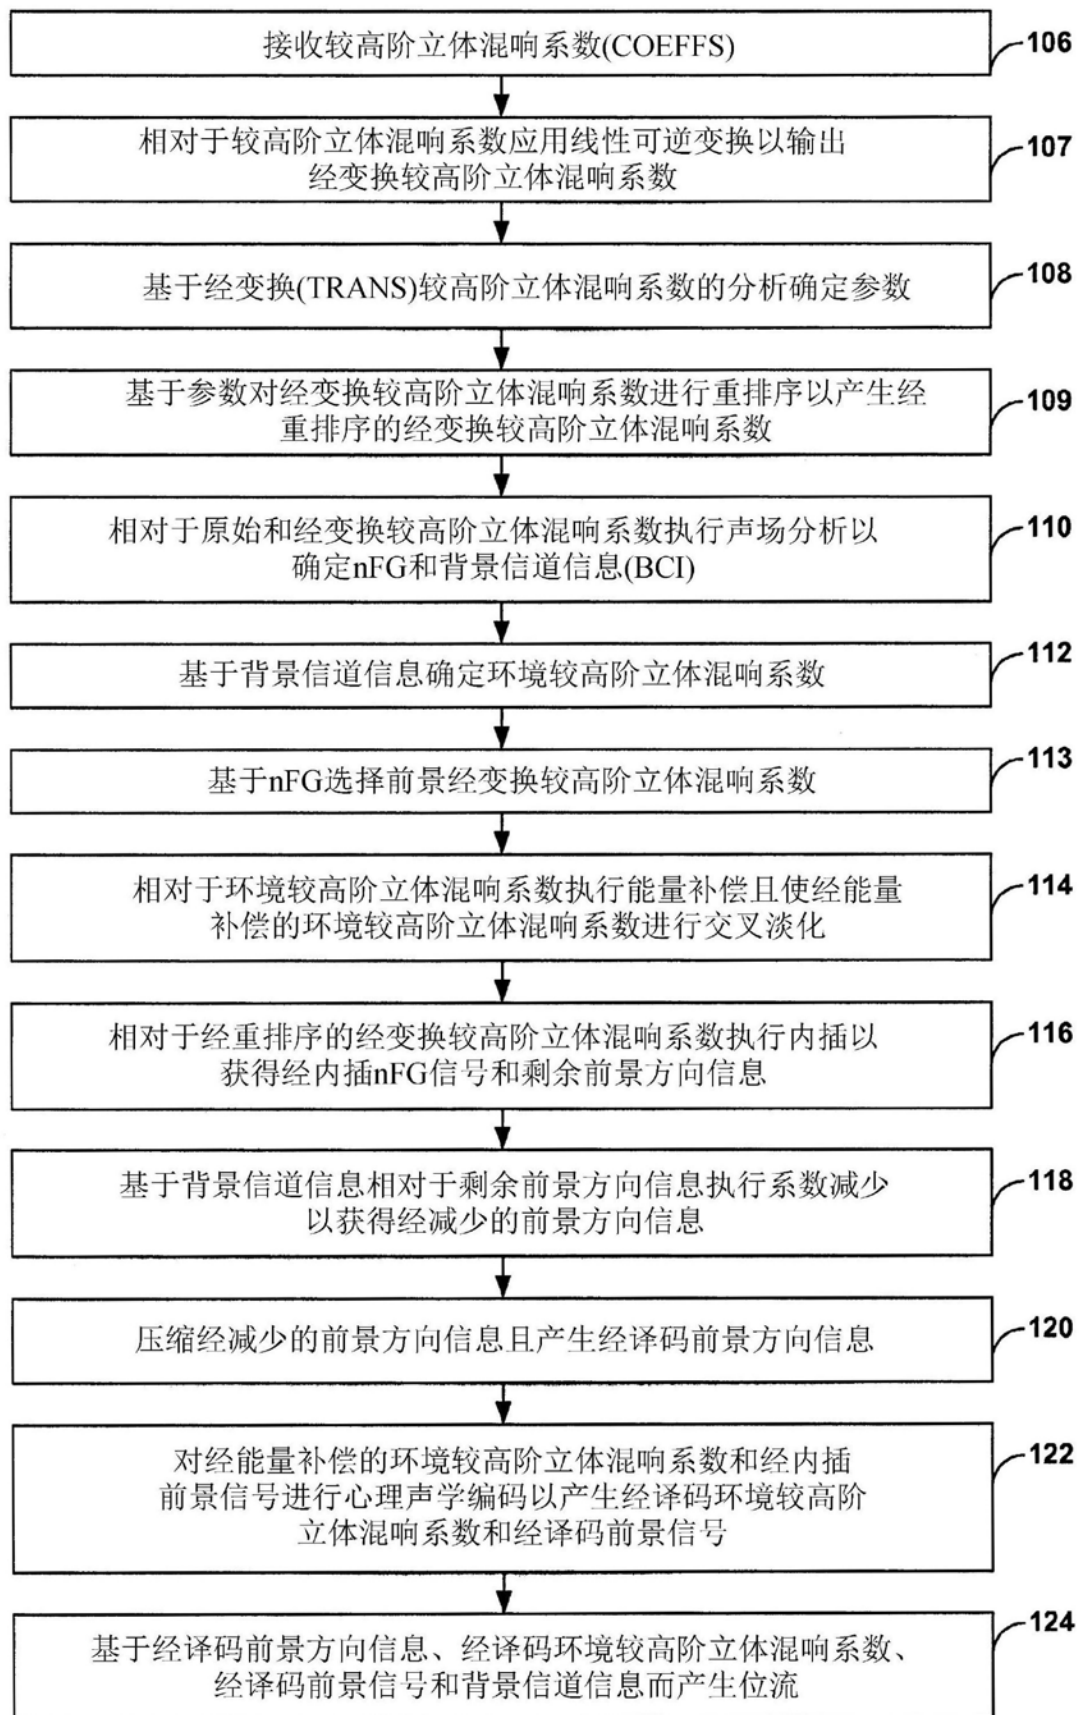 接收较高阶立体混响系数(COEFFS)
106
相对于较高阶立体混响系数应用线性可逆变换以输出
经变换较高阶立体混响系数
107
基于经变换(TRANS)较高阶立体混响系数的分析确定参数
108
基于参数对经变换较高阶立体混响系数进行重排序以产生经
重排序的经变换较高阶立体混响系数
109
相对于原始和经变换较高阶立体混响系数执行声场分析以
确定nFG和背景信道信息(BCI)
110
基于背景信道信息确定环境较高阶立体混响系数
112
基于nFG选择前景经变换较高阶立体混响系数
113
相对于环境较高阶立体混响系数执行能量补偿且使经能量
补偿的环境较高阶立体混响系数进行交叉淡化
114
相对于经重排序的经变换较高阶立体混响系数执行内插以
获得经内插nFG信号和剩余前景方向信息
116
基于背景信道信息相对于剩余前景方向信息执行系数减少
以获得经减少的前景方向信息
118
压缩经减少的前景方向信息且产生经译码前景方向信息
120
对经能量补偿的环境较高阶立体混响系数和经内插
前景信号进行心理声学编码以产生经译码环境较高阶
立体混响系数和经译码前景信号
122
基于经译码前景方向信息、经译码环境较高阶立体混响系数、
经译码前景信号和背景信道信息而产生位流
124